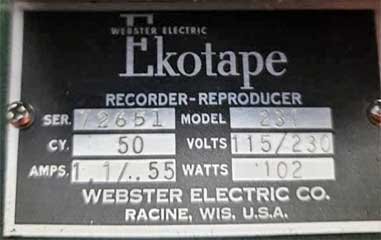 WEBSTER ELECTRIC
Ekotape
RECORDER-REPRODUCER
SER. 72651 MODEL
CY. 50 VOLTS 115/230
AMPS. 1.1/.55 WATTS 102
WEBSTER ELECTRIC CO.
RACINE, WIS. U.S.A.